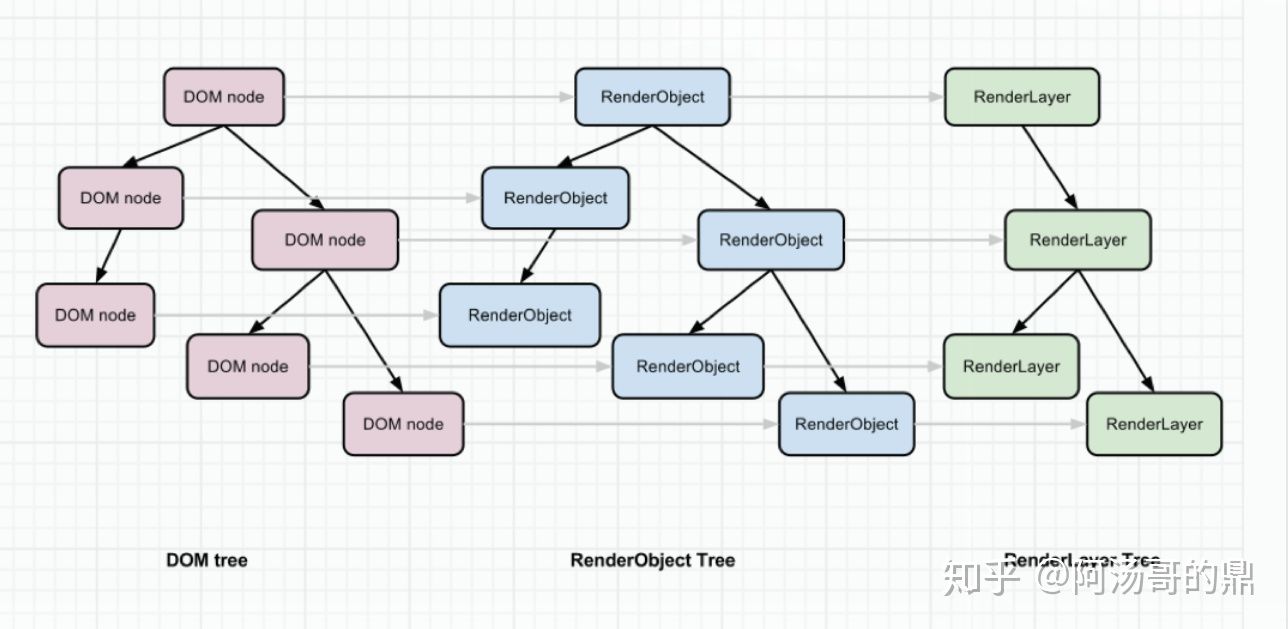 DOM node
RenderObject
RenderLayer
DOM node
RenderObject
DOM node
RenderObject
RenderLayer
DOM node
RenderObject
DOM node
RenderObject
RenderLayer
DOM node
RenderObject
RenderLayer
DOM tree
RenderObject Tree
RenderLayer Tree
知乎 @阿汤哥的鼎